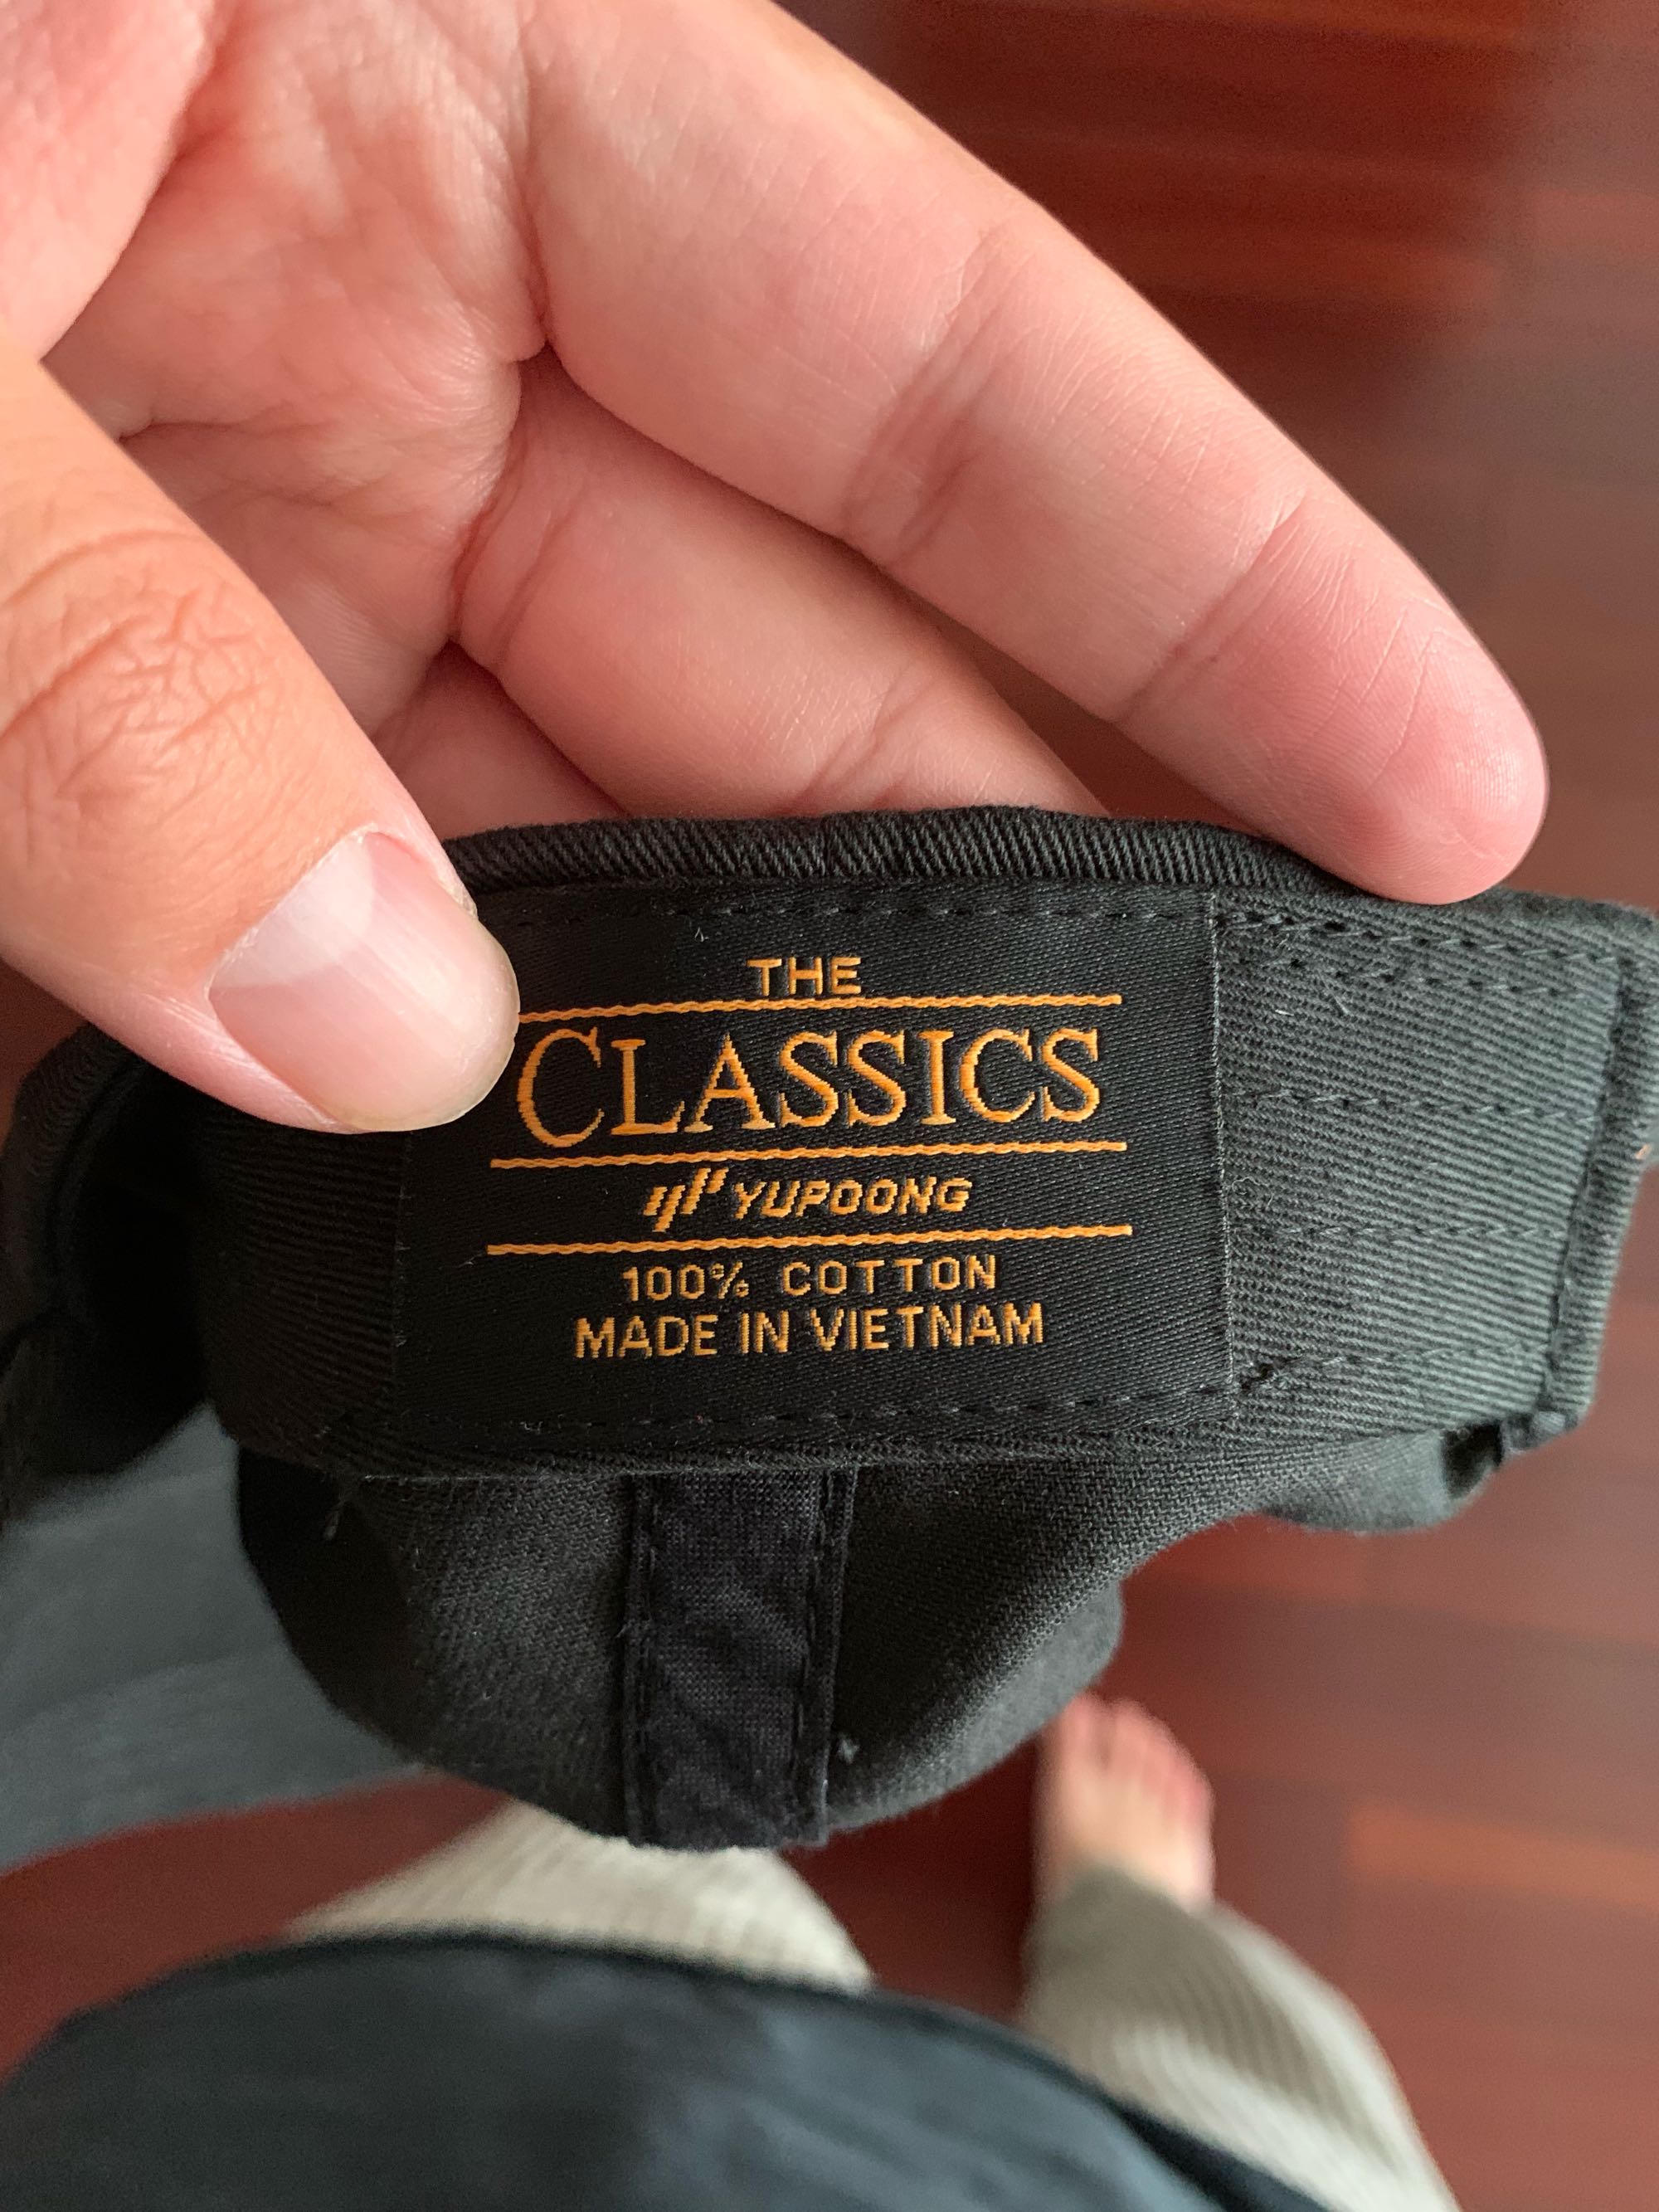 THE
CLASSICS
YUPOONG
100% COTTON
MADE IN VIETNAM